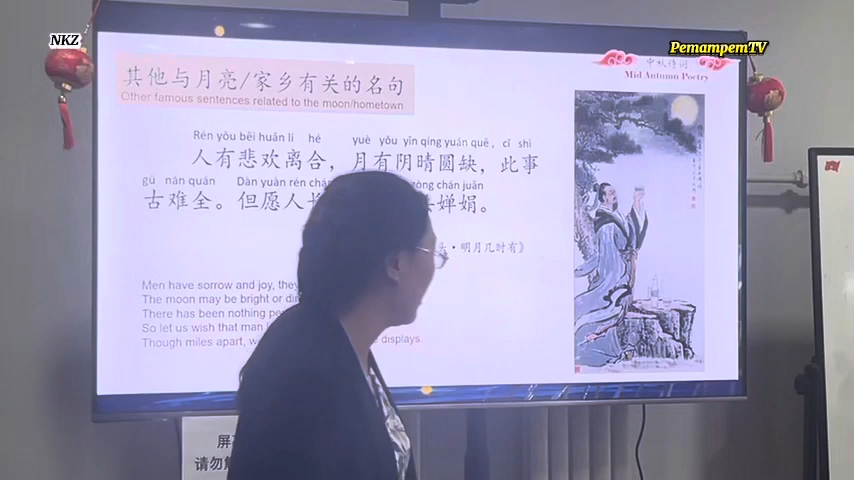 NKZ
PemampemTV
中秋诗词
Mid Autumn Poetry
其他与月亮/家乡有关的名句
Other famous sentences related to the moon/hometown
Rén yǒu bēi huān lí hé yuè yǒu yīn qíng yuán quē , cǐ shì
人有悲欢离合，月有阴晴圆缺，此事
gǔ nán quán Dàn yuàn rén gòng chán juān
古难全。但愿人 婵娟。
头·明月几时有》
Men have sorrow and joy, they
The moon may be bright or
There has been nothing
So let us wish that man
Though miles apart, displays.
屏
请勿